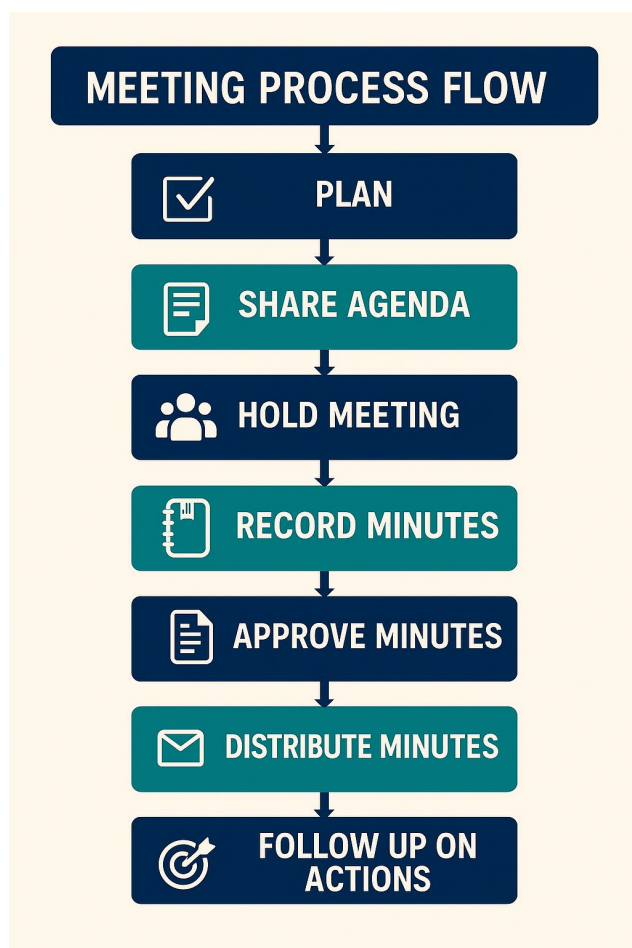 MEETING PROCESS FLOW
PLAN
SHARE AGENDA
HOLD MEETING
RECORD MINUTES
APPROVE MINUTES
DISTRIBUTE MINUTES
FOLLOW UP ON
ACTIONS